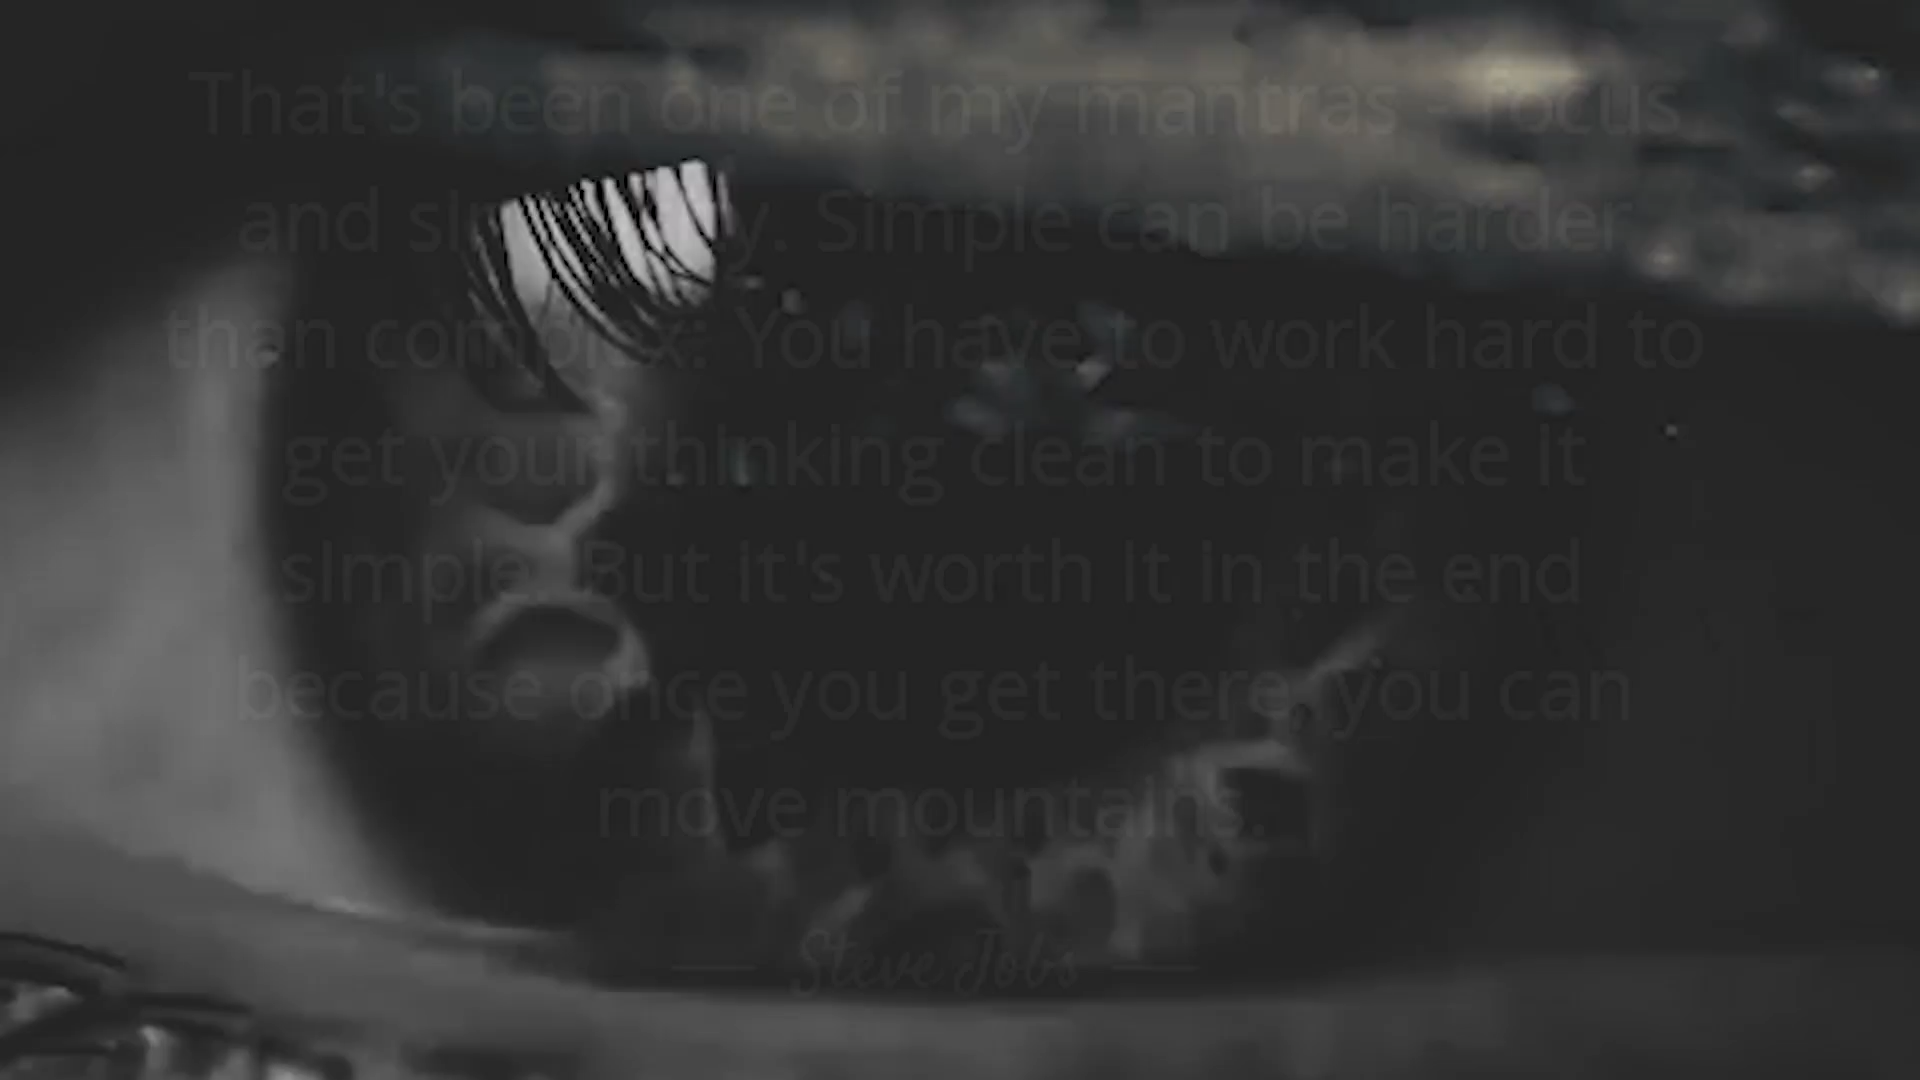 That's been one of my mantras - focus
and simplicity. Simple can be harder
than complex: You have to work hard to
get your thinking clean to make it
simple. But it's worth it in the end
because once you get there, you can
move mountains.
Steve Jobs